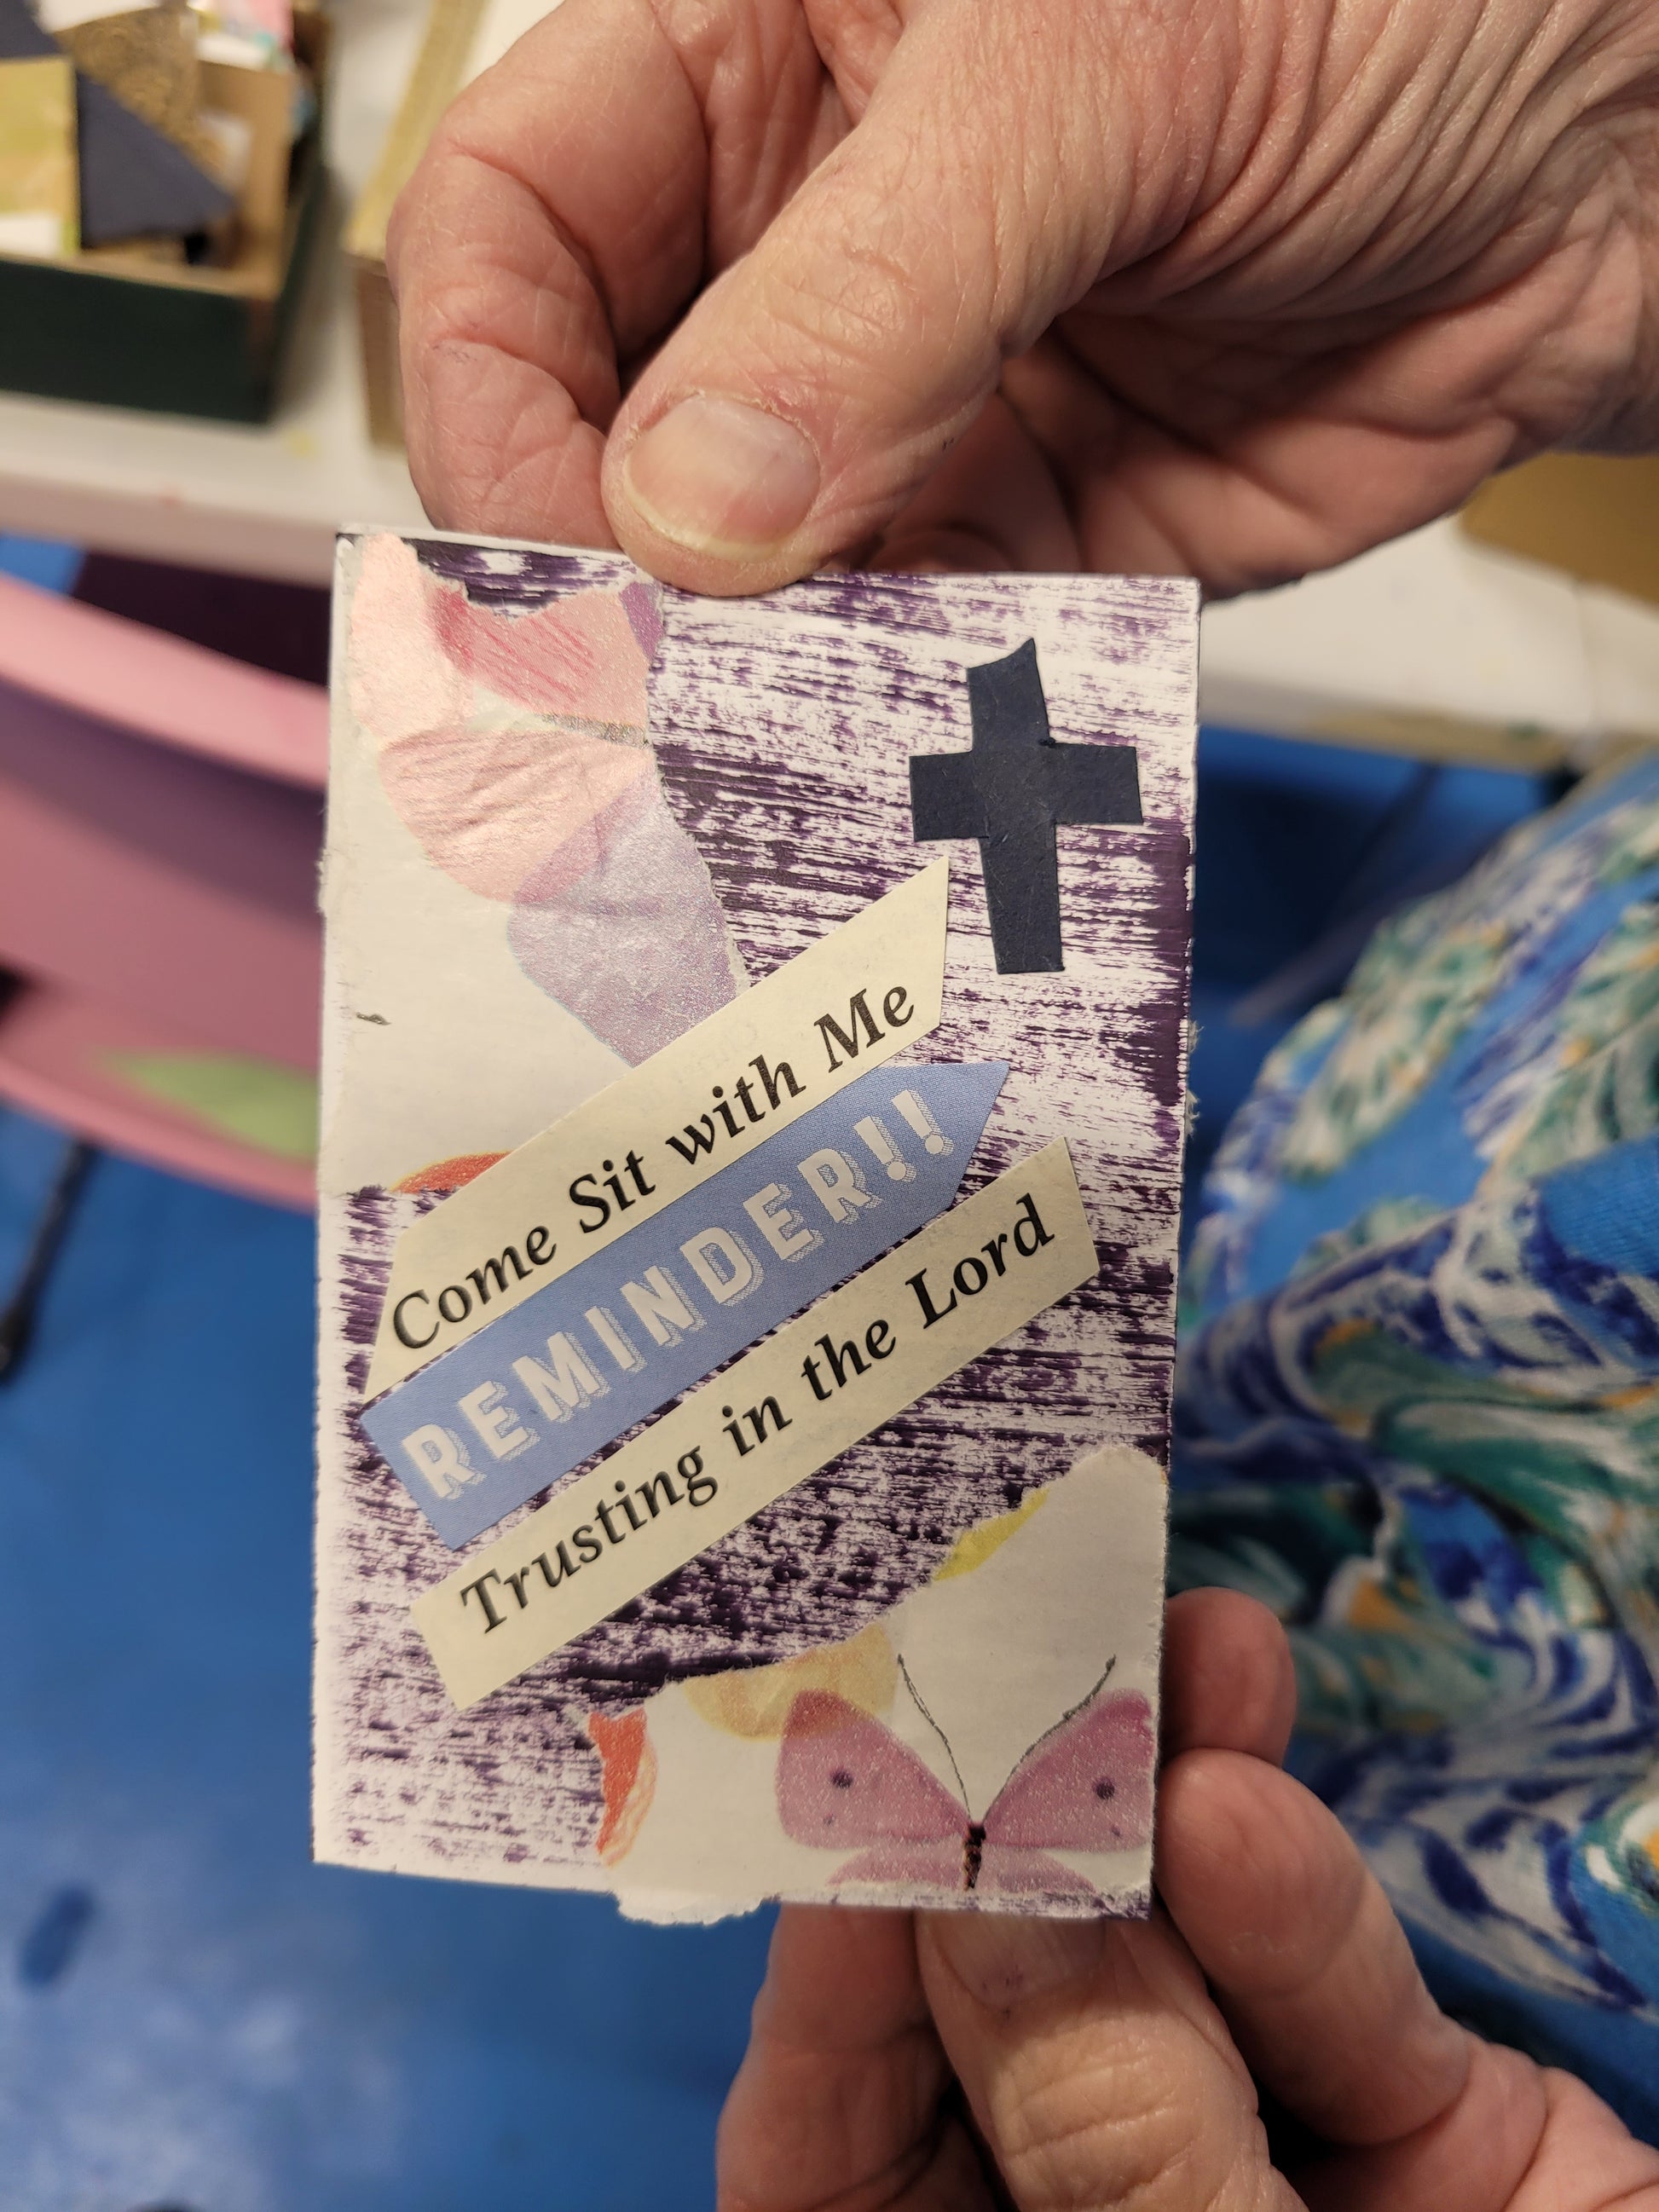 Come Sit with Me
REMINDER!!
Trusting in the Lord